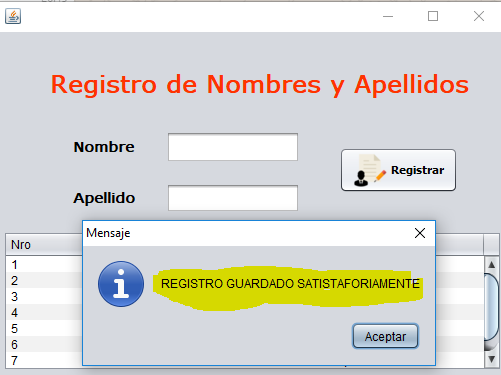 Registro de Nombres y Apellidos
Nombre
Registrar
Apellido
Nro
Mensaje
1
REGISTRO GUARDADO SATISTAFORIAMENTE
2
3
4
5
Aceptar
6
7